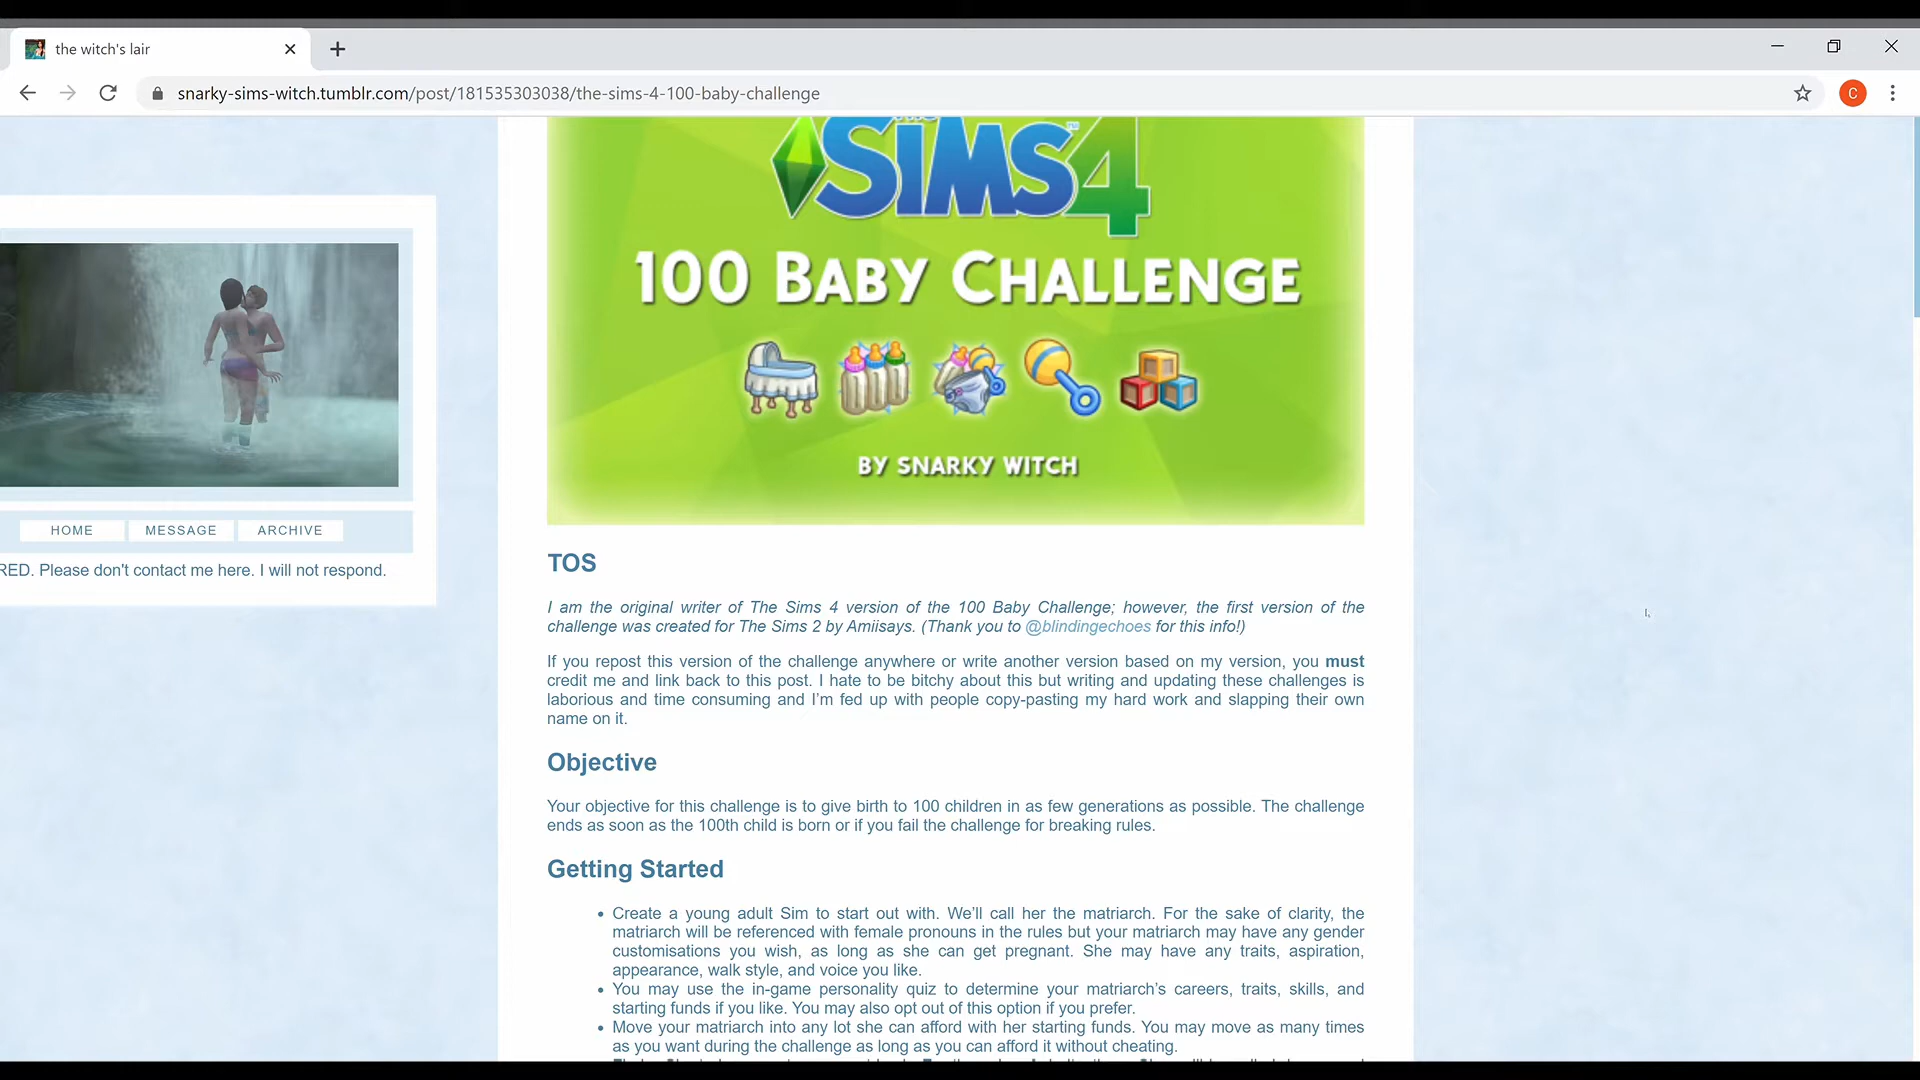 the witch's lair
snarky-sims-witch.tumblr.com/post/181535303038/the-sims-4-100-baby-challenge
C
SIMS 4
100 BABY CHALLENGE
BY SNARKY WITCH
HOME
MESSAGE
ARCHIVE
RED. Please don't contact me here. I will not respond.
TOS
I am the original writer of The Sims 4 version of the 100 Baby Challenge; however, the first version of the
challenge was created for The Sims 2 by Amiisays. (Thank you to @blindingechoes for this info!)
If you repost this version of the challenge anywhere or write another version based on my version, you must
credit me and link back to this post. I hate to be bitchy about this but writing and updating these challenges is
laborious and time consuming and I’m fed up with people copy-pasting my hard work and slapping their own
name on it.
Objective
Your objective for this challenge is to give birth to 100 children in as few generations as possible. The challenge
ends as soon as the 100th child is born or if you fail the challenge for breaking rules.
Getting Started
• Create a young adult Sim to start out with. We’ll call her the matriarch. For the sake of clarity, the
matriarch will be referenced with female pronouns in the rules but your matriarch may have any gender
customisations you wish, as long as she can get pregnant. She may have any traits, aspiration,
appearance, walk style, and voice you like.
• You may use the in-game personality quiz to determine your matriarch’s careers, traits, skills, and
starting funds if you like. You may also opt out of this option if you prefer.
• Move your matriarch into any lot she can afford with her starting funds. You may move as many times
as you want during the challenge as long as you can afford it without cheating.